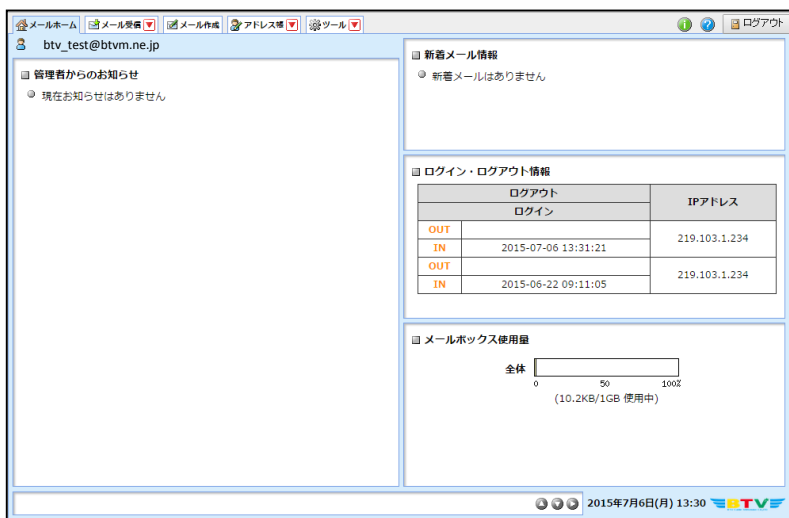 メールホーム メール受信 メール作成 アドレス帳 ツール ログアウト
btv_test@btvm.ne.jp
管理者からのお知らせ
現在お知らせはありません
新着メール情報
新着メールはありません
ログイン・ログアウト情報
ログアウト IPアドレス
ログイン
OUT
IN 2015-07-06 13:31:21 219.103.1.234
OUT
IN 2015-06-22 09:11:05 219.103.1.234
メールボックス使用量
全体
0 50 100%
(10.2KB/1GB 使用中)
2015年7月6日(月) 13:30 BTV